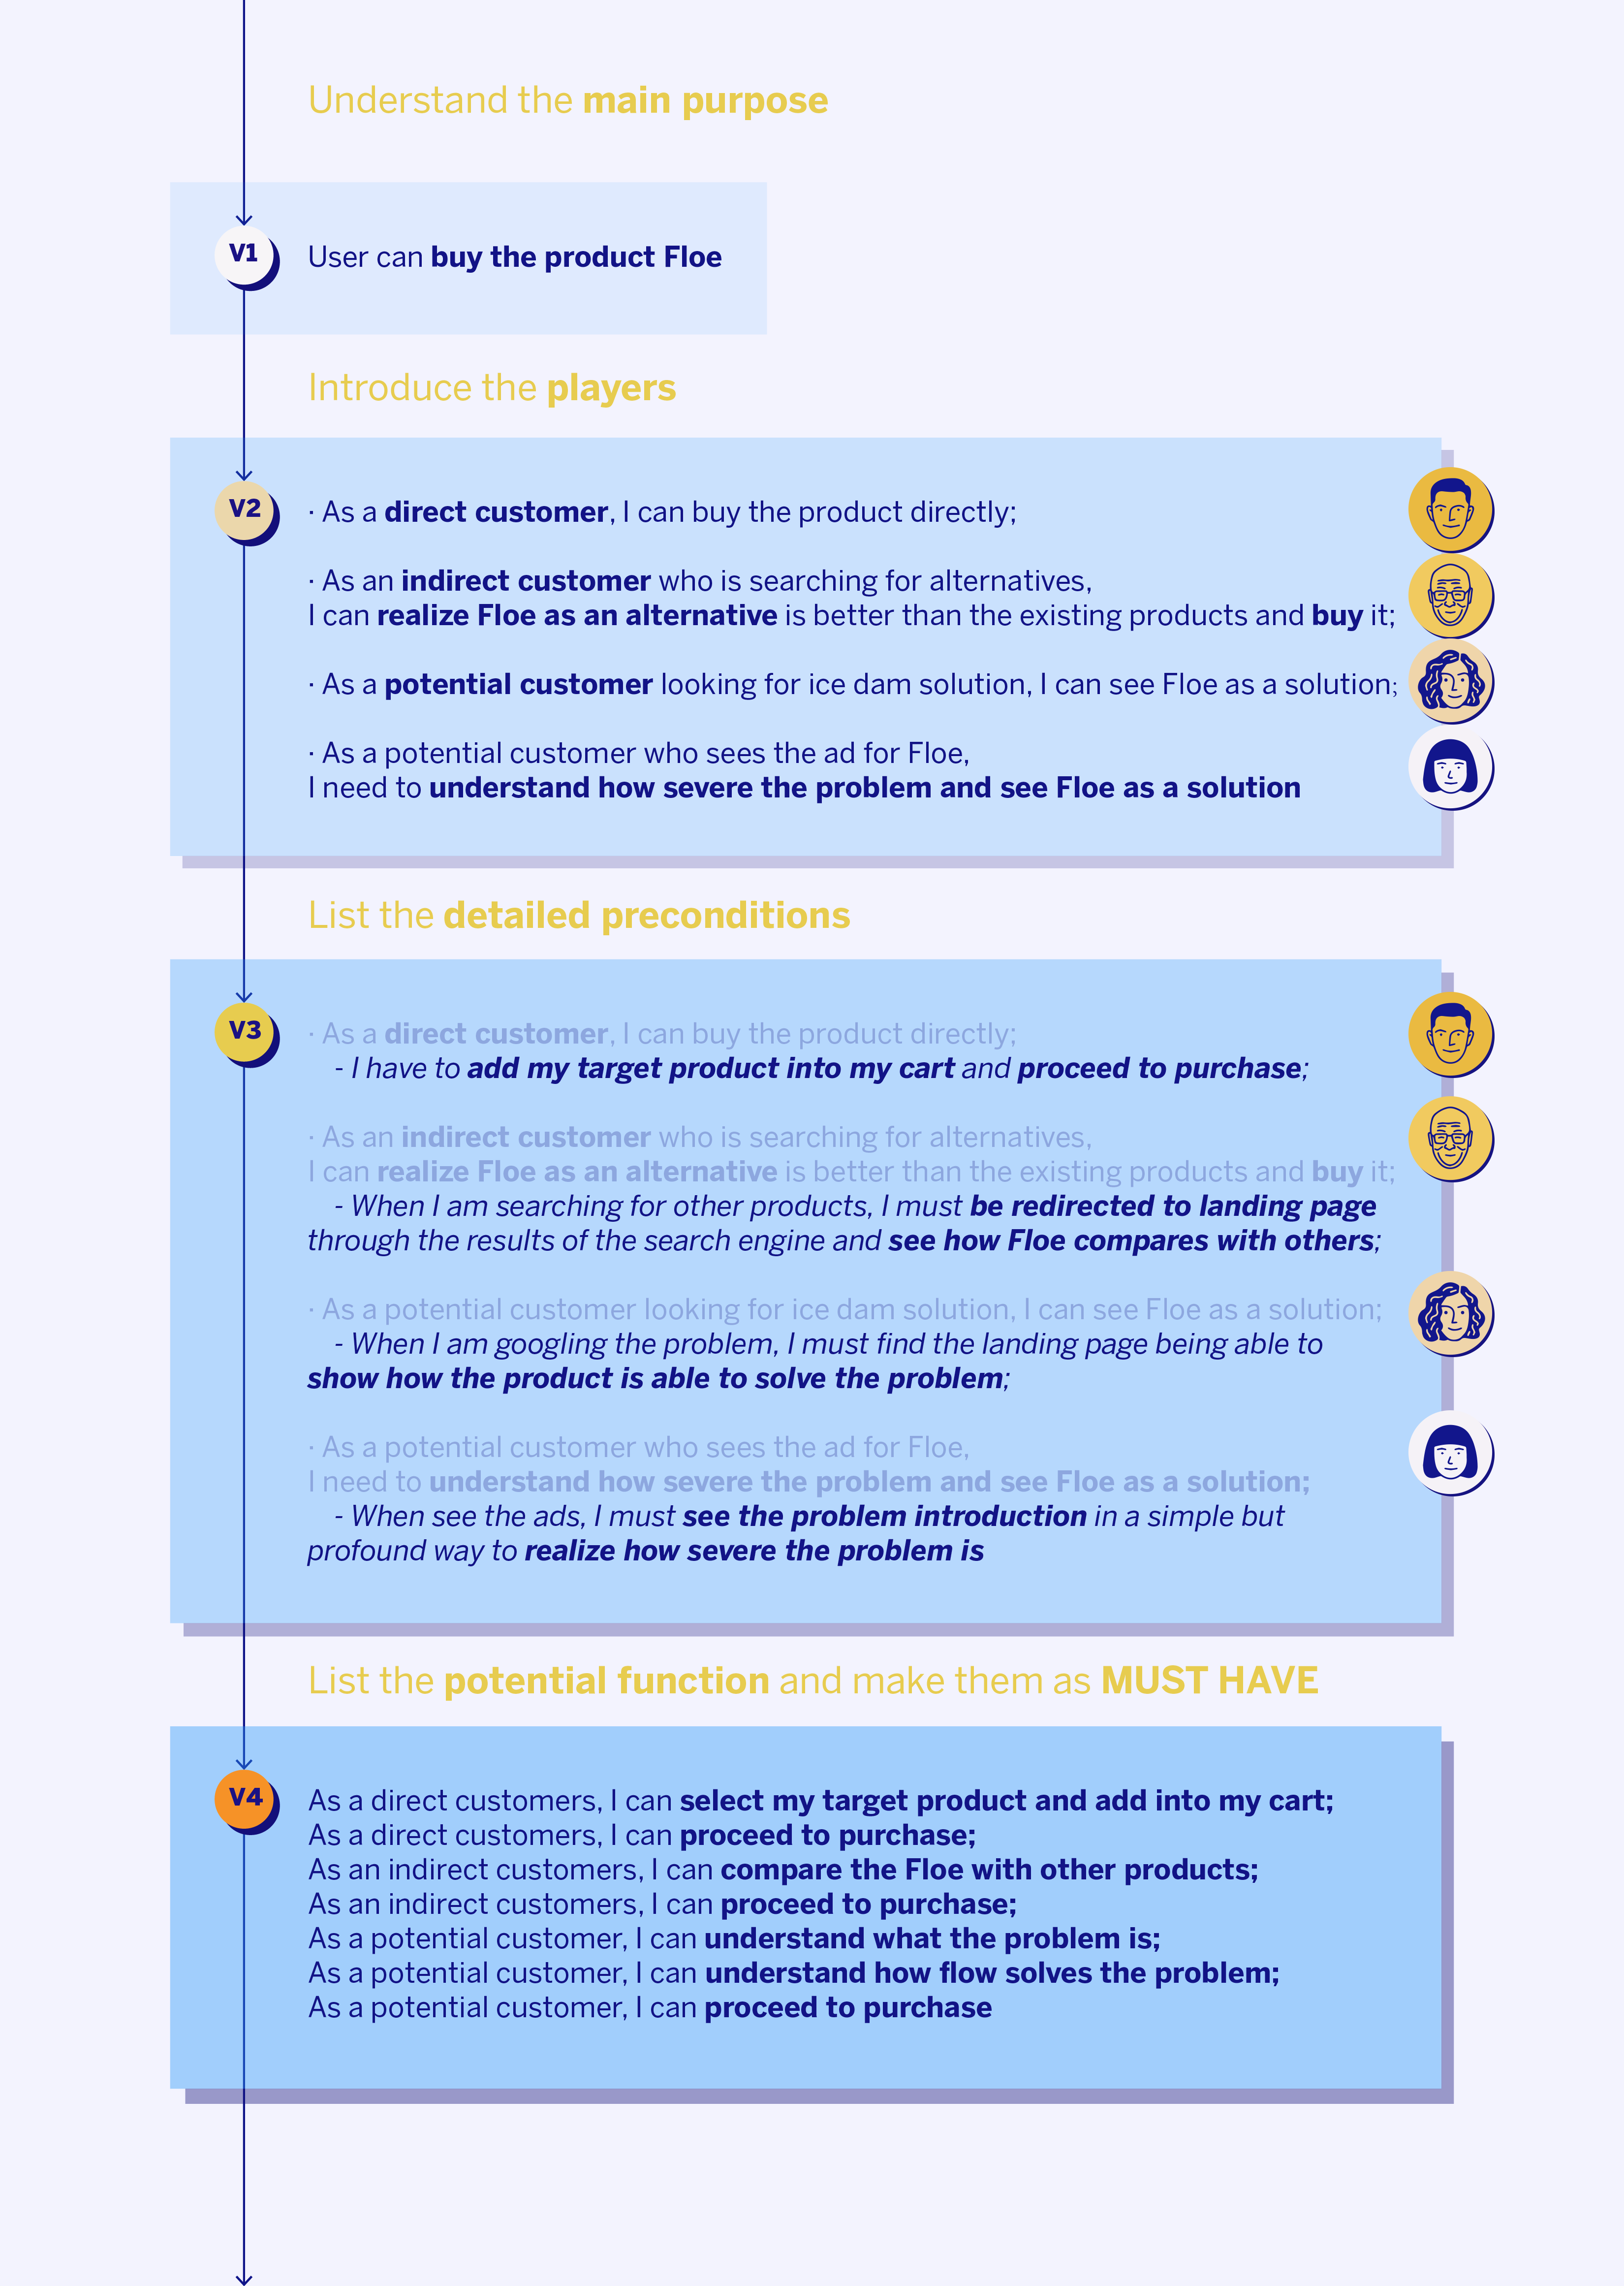 Understand the main purpose
V1
User can buy the product Floe
Introduce the players
V2
· As a direct customer, I can buy the product directly;
· As an indirect customer who is searching for alternatives,
I can realize Floe as an alternative is better than the existing products and buy it;
· As a potential customer looking for ice dam solution, I can see Floe as a solution;
· As a potential customer who sees the ad for Floe,
I need to understand how severe the problem and see Floe as a solution
List the detailed preconditions
V3
· As a direct customer, I can buy the product directly;
- I have to add my target product into my cart and proceed to purchase;
· As an indirect customer who is searching for alternatives,
I can realize Floe as an alternative is better than the existing products and buy it;
- When I am searching for other products, I must be redirected to landing page
through the results of the search engine and see how Floe compares with others;
· As a potential customer looking for ice dam solution, I can see Floe as a solution;
- When I am googling the problem, I must find the landing page being able to
show how the product is able to solve the problem;
· As a potential customer who sees the ad for Floe,
I need to understand how severe the problem and see Floe as a solution;
- When see the ads, I must see the problem introduction in a simple but
profound way to realize how severe the problem is
List the potential function and make them as MUST HAVE
V4
As a direct customers, I can select my target product and add into my cart;
As a direct customers, I can proceed to purchase;
As an indirect customers, I can compare the Floe with other products;
As an indirect customers, I can proceed to purchase;
As a potential customer, I can understand what the problem is;
As a potential customer, I can understand how flow solves the problem;
As a potential customer, I can proceed to purchase